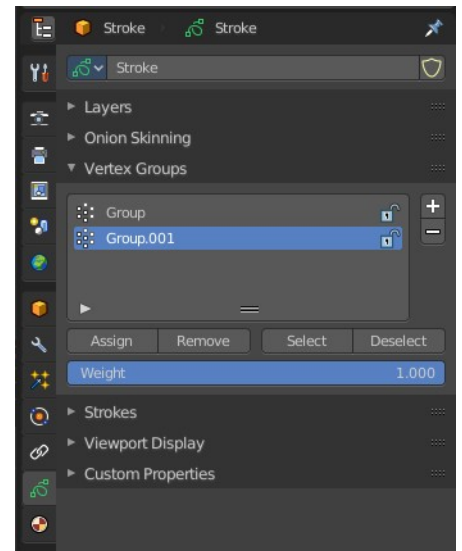 Stroke Stroke
Stroke
Layers
Onion Skinning
Vertex Groups
Group
Group.001
Assign Remove Select Deselect
Weight 1.000
Strokes
Viewport Display
Custom Properties